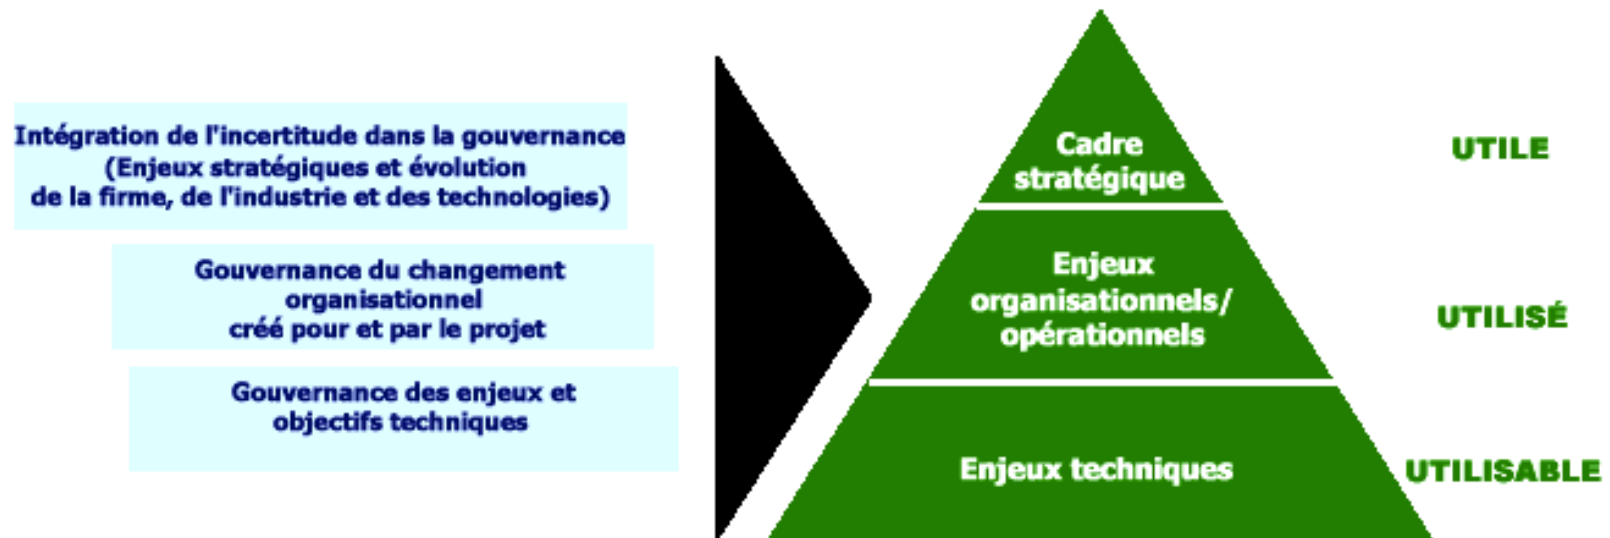 Intégration de l'incertitude dans la gouvernance
(Enjeux stratégiques et évolution
de la firme, de l'industrie et des technologies)
Gouvernance du changement
organisationnel
créé pour et par le projet
Gouvernance des enjeux et
objectifs techniques
Cadre
stratégique
UTILE
Enjeux
organisationnels/
opérationnels
UTILISÉ
Enjeux techniques
UTILISABLE